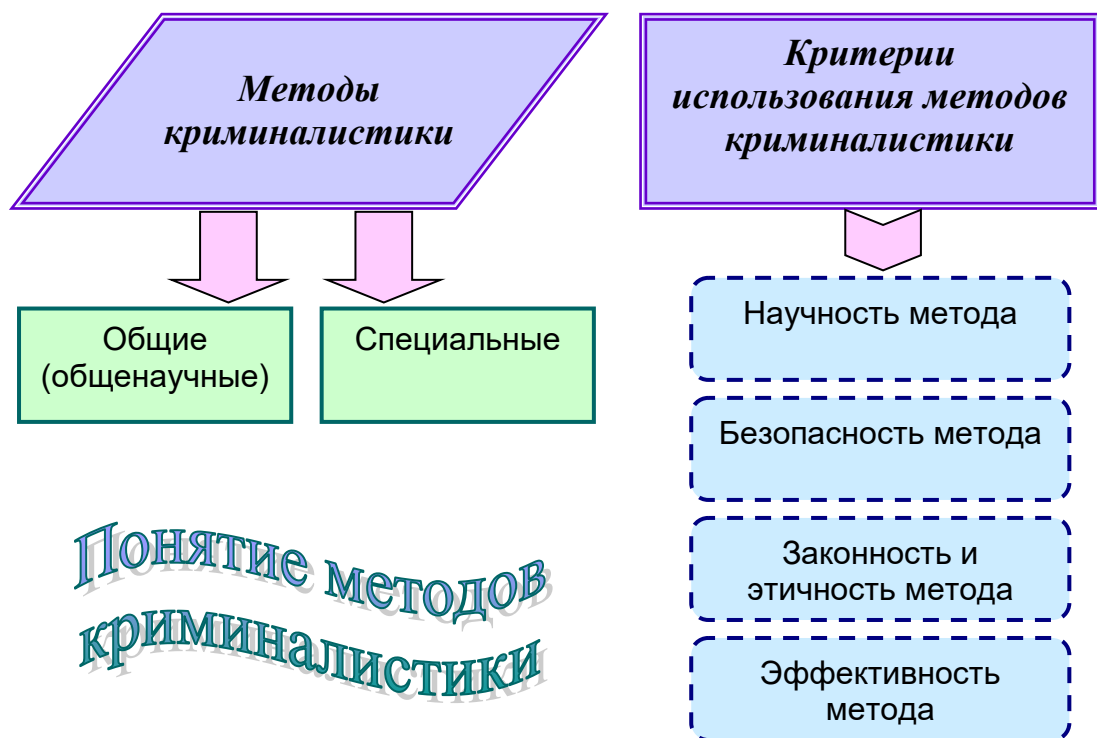 Методы
криминалистики
Общие
(общенаучные)
Специальные
Понятие методов
криминалистики
Критерии
использования методов
криминалистики
Научность метода
Безопасность метода
Законность и
этичность метода
Эффективность
метода